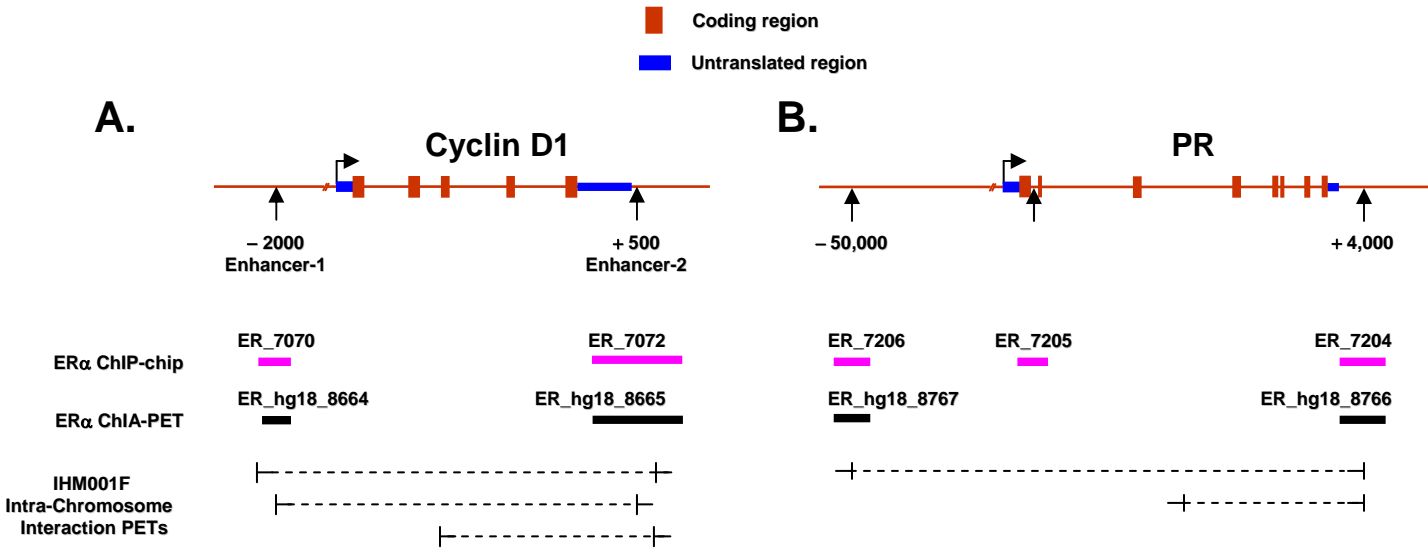 Coding region
Untranslated region
A.
Cyclin D1
B.
PR
– 2000
Enhancer-1
+ 500
Enhancer-2
– 50,000
+ 4,000
ERα ChIP-chip
ER_7070
ER_7072
ER_7206
ER_7205
ER_7204
ERα ChIA-PET
ER_hg18_8664
ER_hg18_8665
ER_hg18_8767
ER_hg18_8766
IHM001F
Intra-Chromosome
Interaction PETs